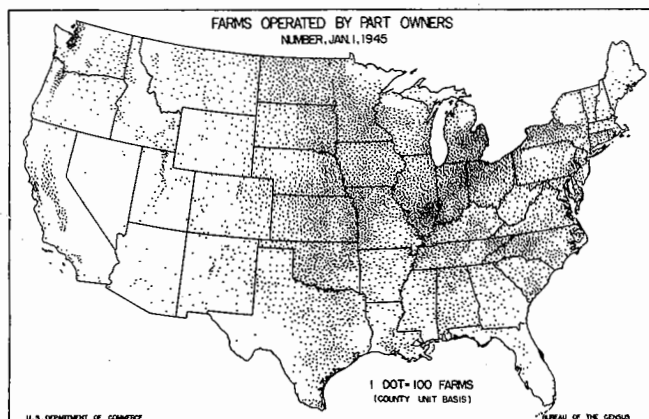 FARMS OPERATED BY PART OWNERS
NUMBER, JAN. 1, 1945
1 DOT=100 FARMS
(COUNTY UNIT BASIS)
U. S. DEPARTMENT OF COMMERCE
BUREAU OF THE CENSUS